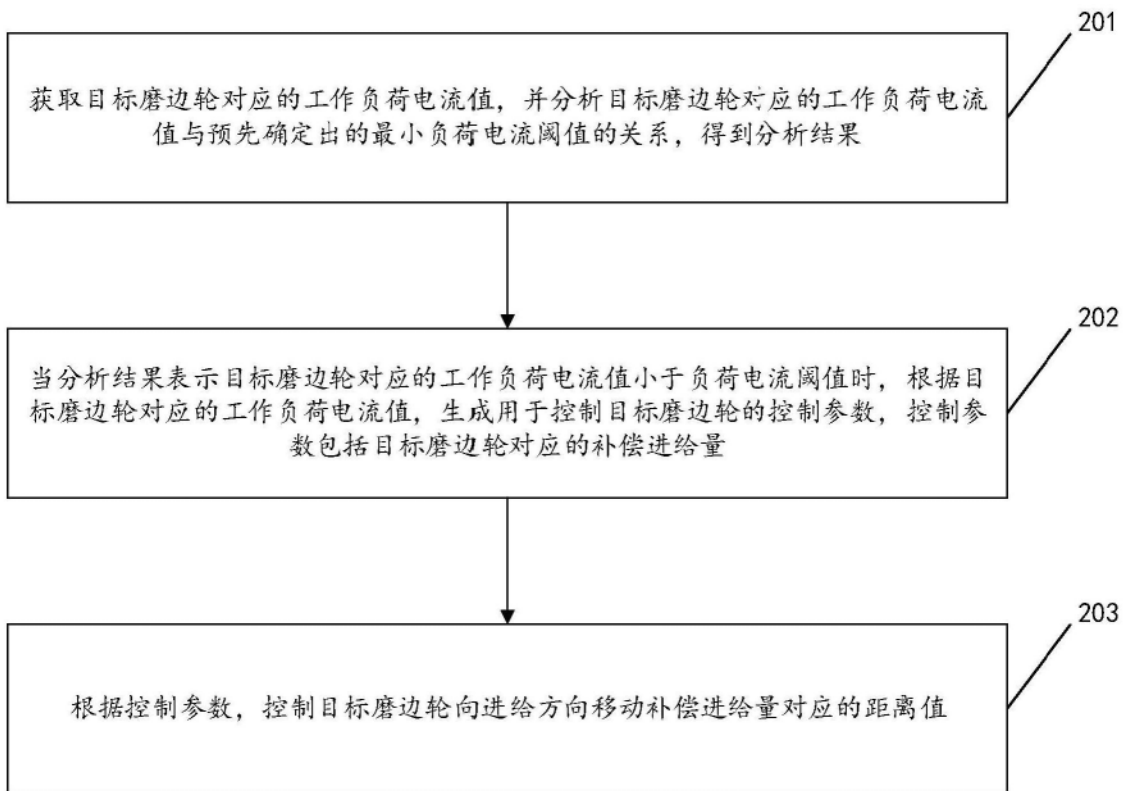 201
获取目标磨边轮对应的工作负荷电流值，并分析目标磨边轮对应的工作负荷电流
值与预先确定出的最小负荷电流阈值的关系，得到分析结果
202
当分析结果表示目标磨边轮对应的工作负荷电流值小于负荷电流阈值时，根据目
标磨边轮对应的工作负荷电流值，生成用于控制目标磨边轮的控制参数，控制参
数包括目标磨边轮对应的补偿进给量
203
根据控制参数，控制目标磨边轮向进给方向移动补偿进给量对应的距离值